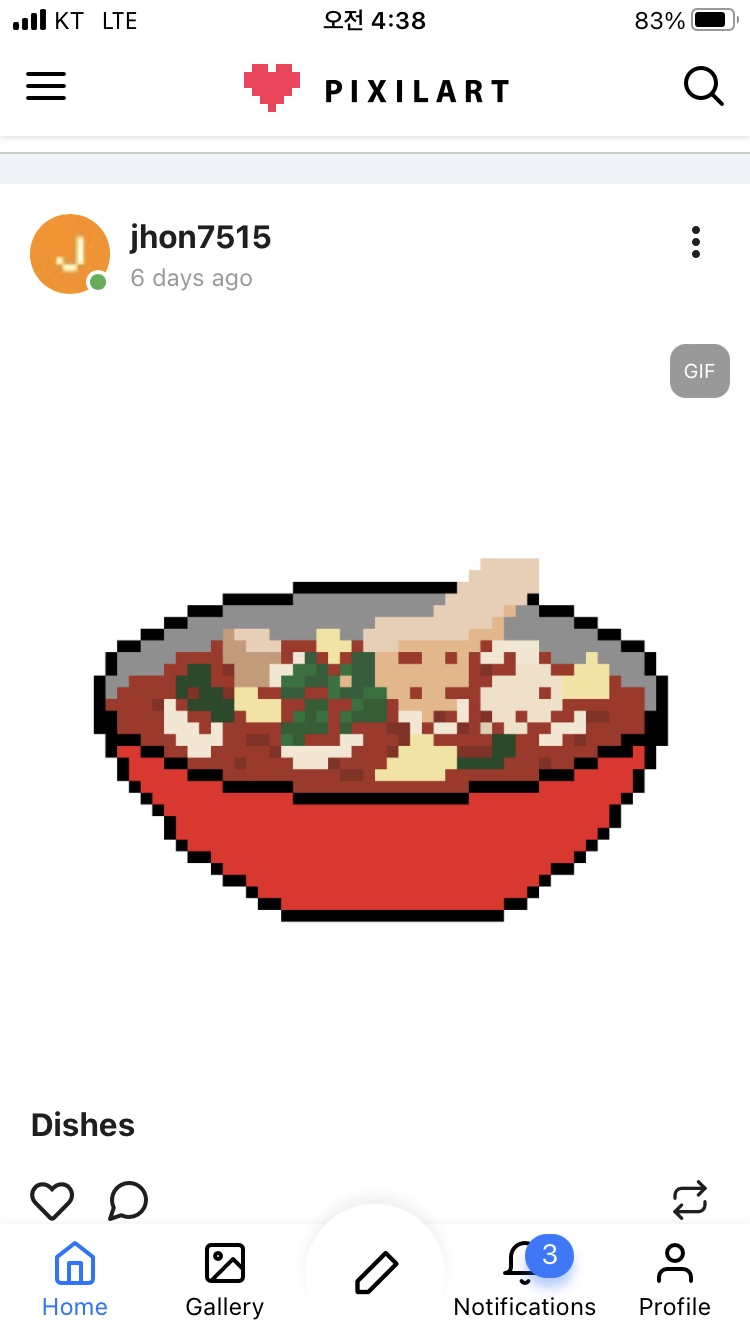 KT LTE 오전 4:38 83%
PIXILART
J
jhon7515
6 days ago
GIF
Dishes
3
Home Gallery Notifications Profile